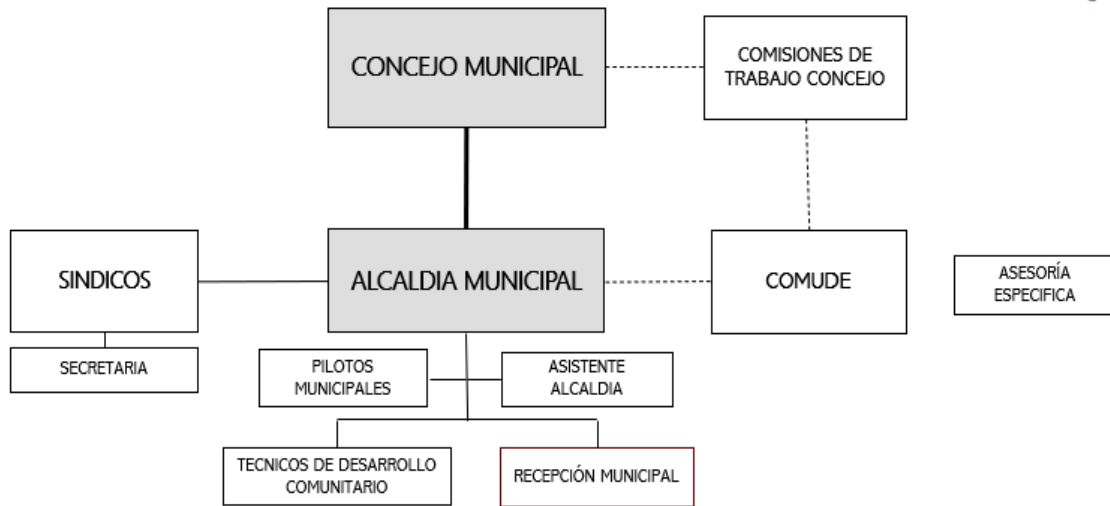 CONCEJO MUNICIPAL
COMISIONES DE
TRABAJO CONCEJO
SINDICOS
ALCALDIA MUNICIPAL
COMUDE
ASESORÍA
ESPECIFICA
SECRETARIA
PILOTOS
MUNICIPALES
ASISTENTE
ALCALDIA
TECNICOS DE DESARROLLO
COMUNITARIO
RECEPCIÓN MUNICIPAL